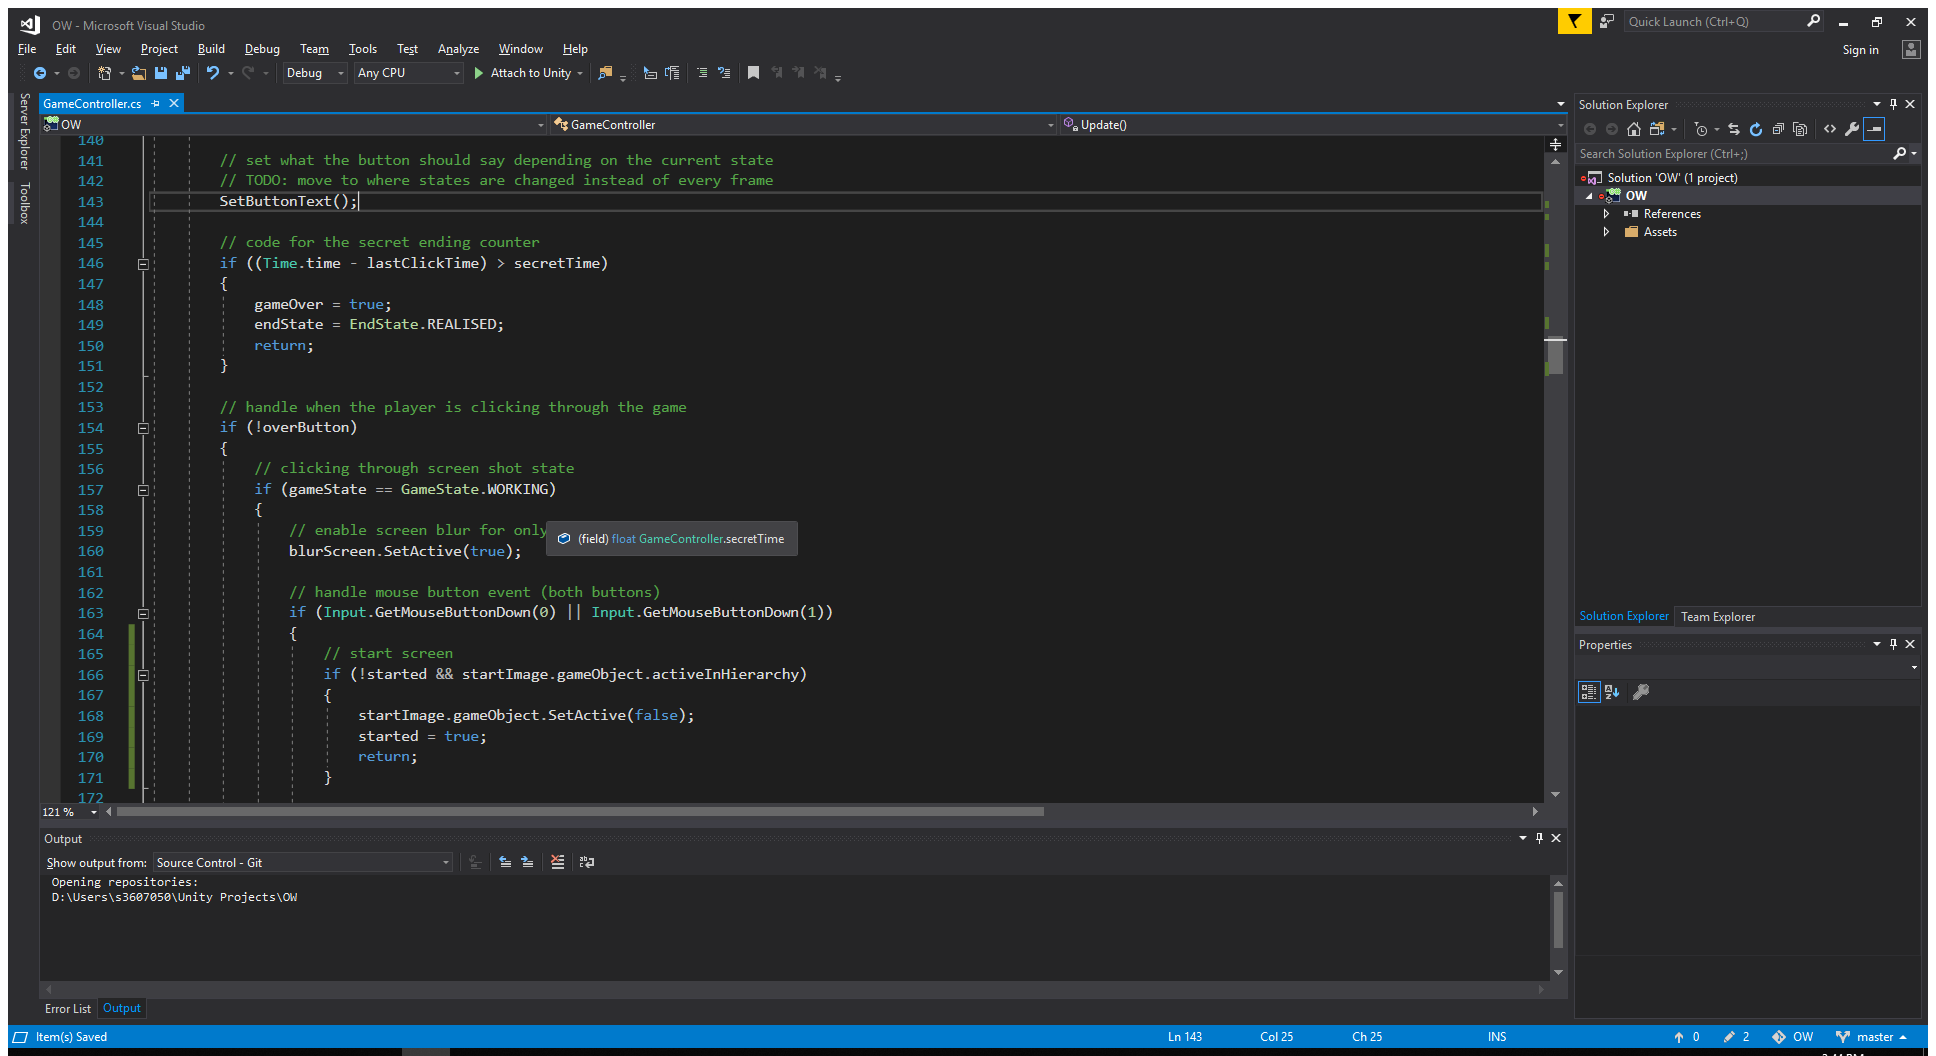 OW - Microsoft Visual Studio
Quick Launch (Ctrl+Q)
File Edit View Project Build Debug Team Tools Test Analyze Window Help
Sign in
Debug Any CPU Attach to Unity
Server Explorer
Toolbox
GameController.cs
OW GameController Update()
140
141 // set what the button should say depending on the current state
142 // TODO: move to where states are changed instead of every frame
143 SetButtonText();
144
145 // code for the secret ending counter
146 if ((Time.time - lastClickTime) > secretTime)
147 {
148 gameOver = true;
149 endState = EndState.REALISED;
150 return;
151 }
152
153 // handle when the player is clicking through the game
154 if (!overButton)
155 {
156 // clicking through screen shot state
157 if (gameState == GameState.WORKING)
158 {
159 // enable screen blur for only
(field) float GameController.secretTime
160 blurScreen.SetActive(true);
161
162 // handle mouse button event (both buttons)
163 if (Input.GetMouseButtonDown(0) || Input.GetMouseButtonDown(1))
164 {
165 // start screen
166 if (!started && startImage.gameObject.activeInHierarchy)
167 {
168 startImage.gameObject.SetActive(false);
169 started = true;
170 return;
171 }
172
121 %
Solution Explorer
Search Solution Explorer (Ctrl+;)
Solution 'OW' (1 project)
OW
References
Assets
Solution Explorer Team Explorer
Properties
Output
Show output from: Source Control - Git
Opening repositories:
D:\Users\s3607050\Unity Projects\OW
Error List Output
Item(s) Saved Ln 143 Col 25 Ch 25 INS 0 2 OW master